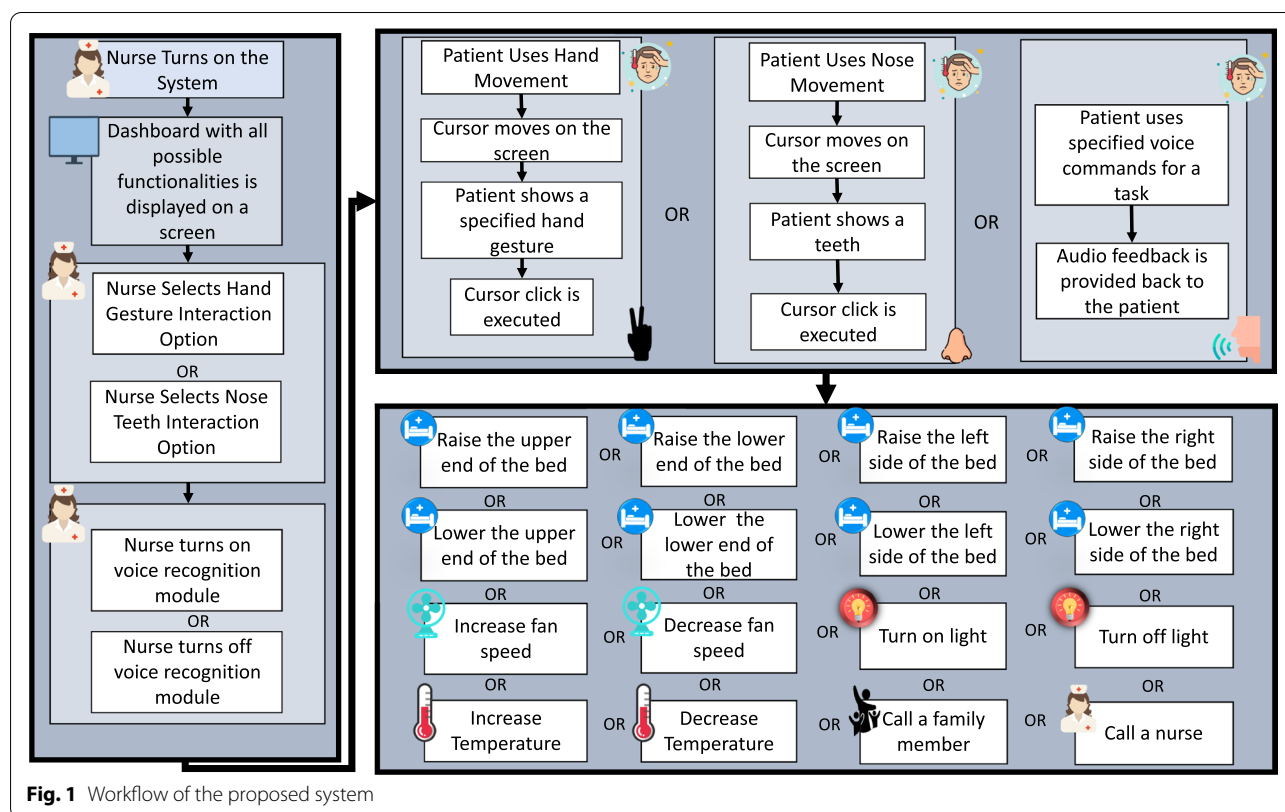 Nurse Turns on the
System
Dashboard with all
possible
functionalities is
displayed on a
screen
Nurse Selects Hand
Gesture Interaction
Option
OR
Nurse Selects Nose
Teeth Interaction
Option
Nurse turns on
voice recognition
module
OR
Nurse turns off
voice recognition
module
Patient Uses Hand
Movement
Cursor moves on the
screen
Patient shows a
specified hand
gesture
Cursor click is
executed
OR
Patient Uses Nose
Movement
Cursor moves on
the screen
Patient shows a
teeth
Cursor click is
executed
OR
Patient uses
specified voice
commands for a
task
Audio feedback is
provided back to
the patient
Raise the upper
end of the bed
OR
Raise the lower
end of the bed
OR
Raise the left
side of the bed
OR
Raise the right
side of the bed
OR
OR
OR
OR
Lower the upper
end of the bed
OR
Lower the
lower end of
the bed
OR
Lower the left
side of the bed
OR
Lower the right
side of the bed
OR
OR
OR
OR
Increase fan
speed
OR
Decrease fan
speed
OR
Turn on light
OR
Turn off light
OR
OR
OR
OR
Increase
Temperature
OR
Decrease
Temperature
OR
Call a family
member
OR
Call a nurse
Fig. 1 Workflow of the proposed system